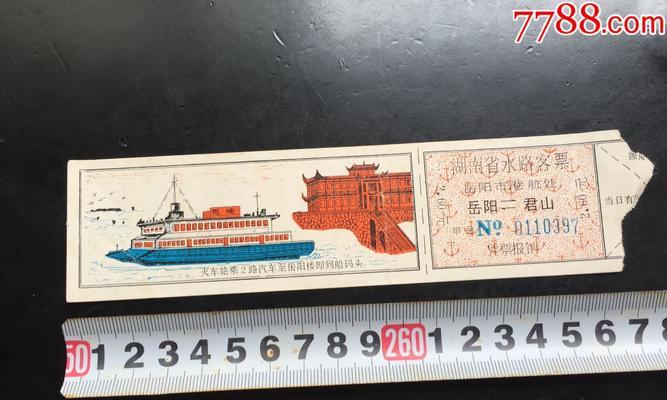 7788.com
湖南省水路客票
岳阳市轮航处
岳阳—君山
No 0110397
凭票报销
当日有
巴陵
火车站乘2路汽车至岳阳楼即到船码头
50 1 2 3 4 5 6 7 8 9 260 1 2 3 4 5 6 7 8